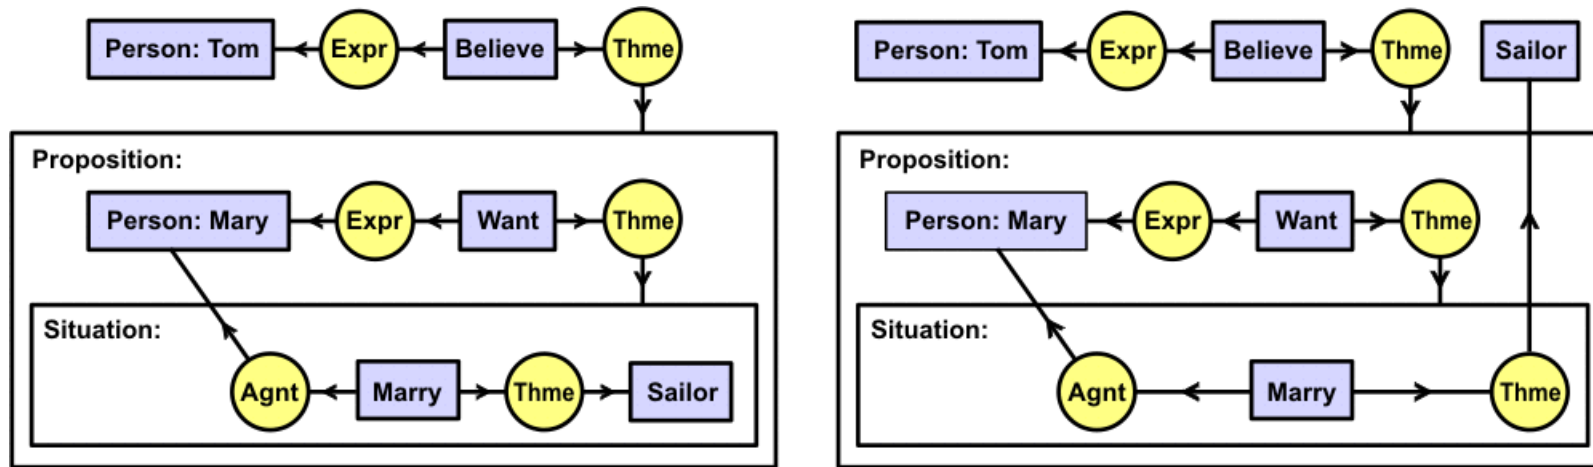 Person: Tom Expr Believe Thme
Proposition:
Person: Mary Expr Want Thme
Situation:
Agnt Marry Thme Sailor
Person: Tom Expr Believe Thme Sailor
Proposition:
Person: Mary Expr Want Thme
Situation:
Agnt Marry Thme